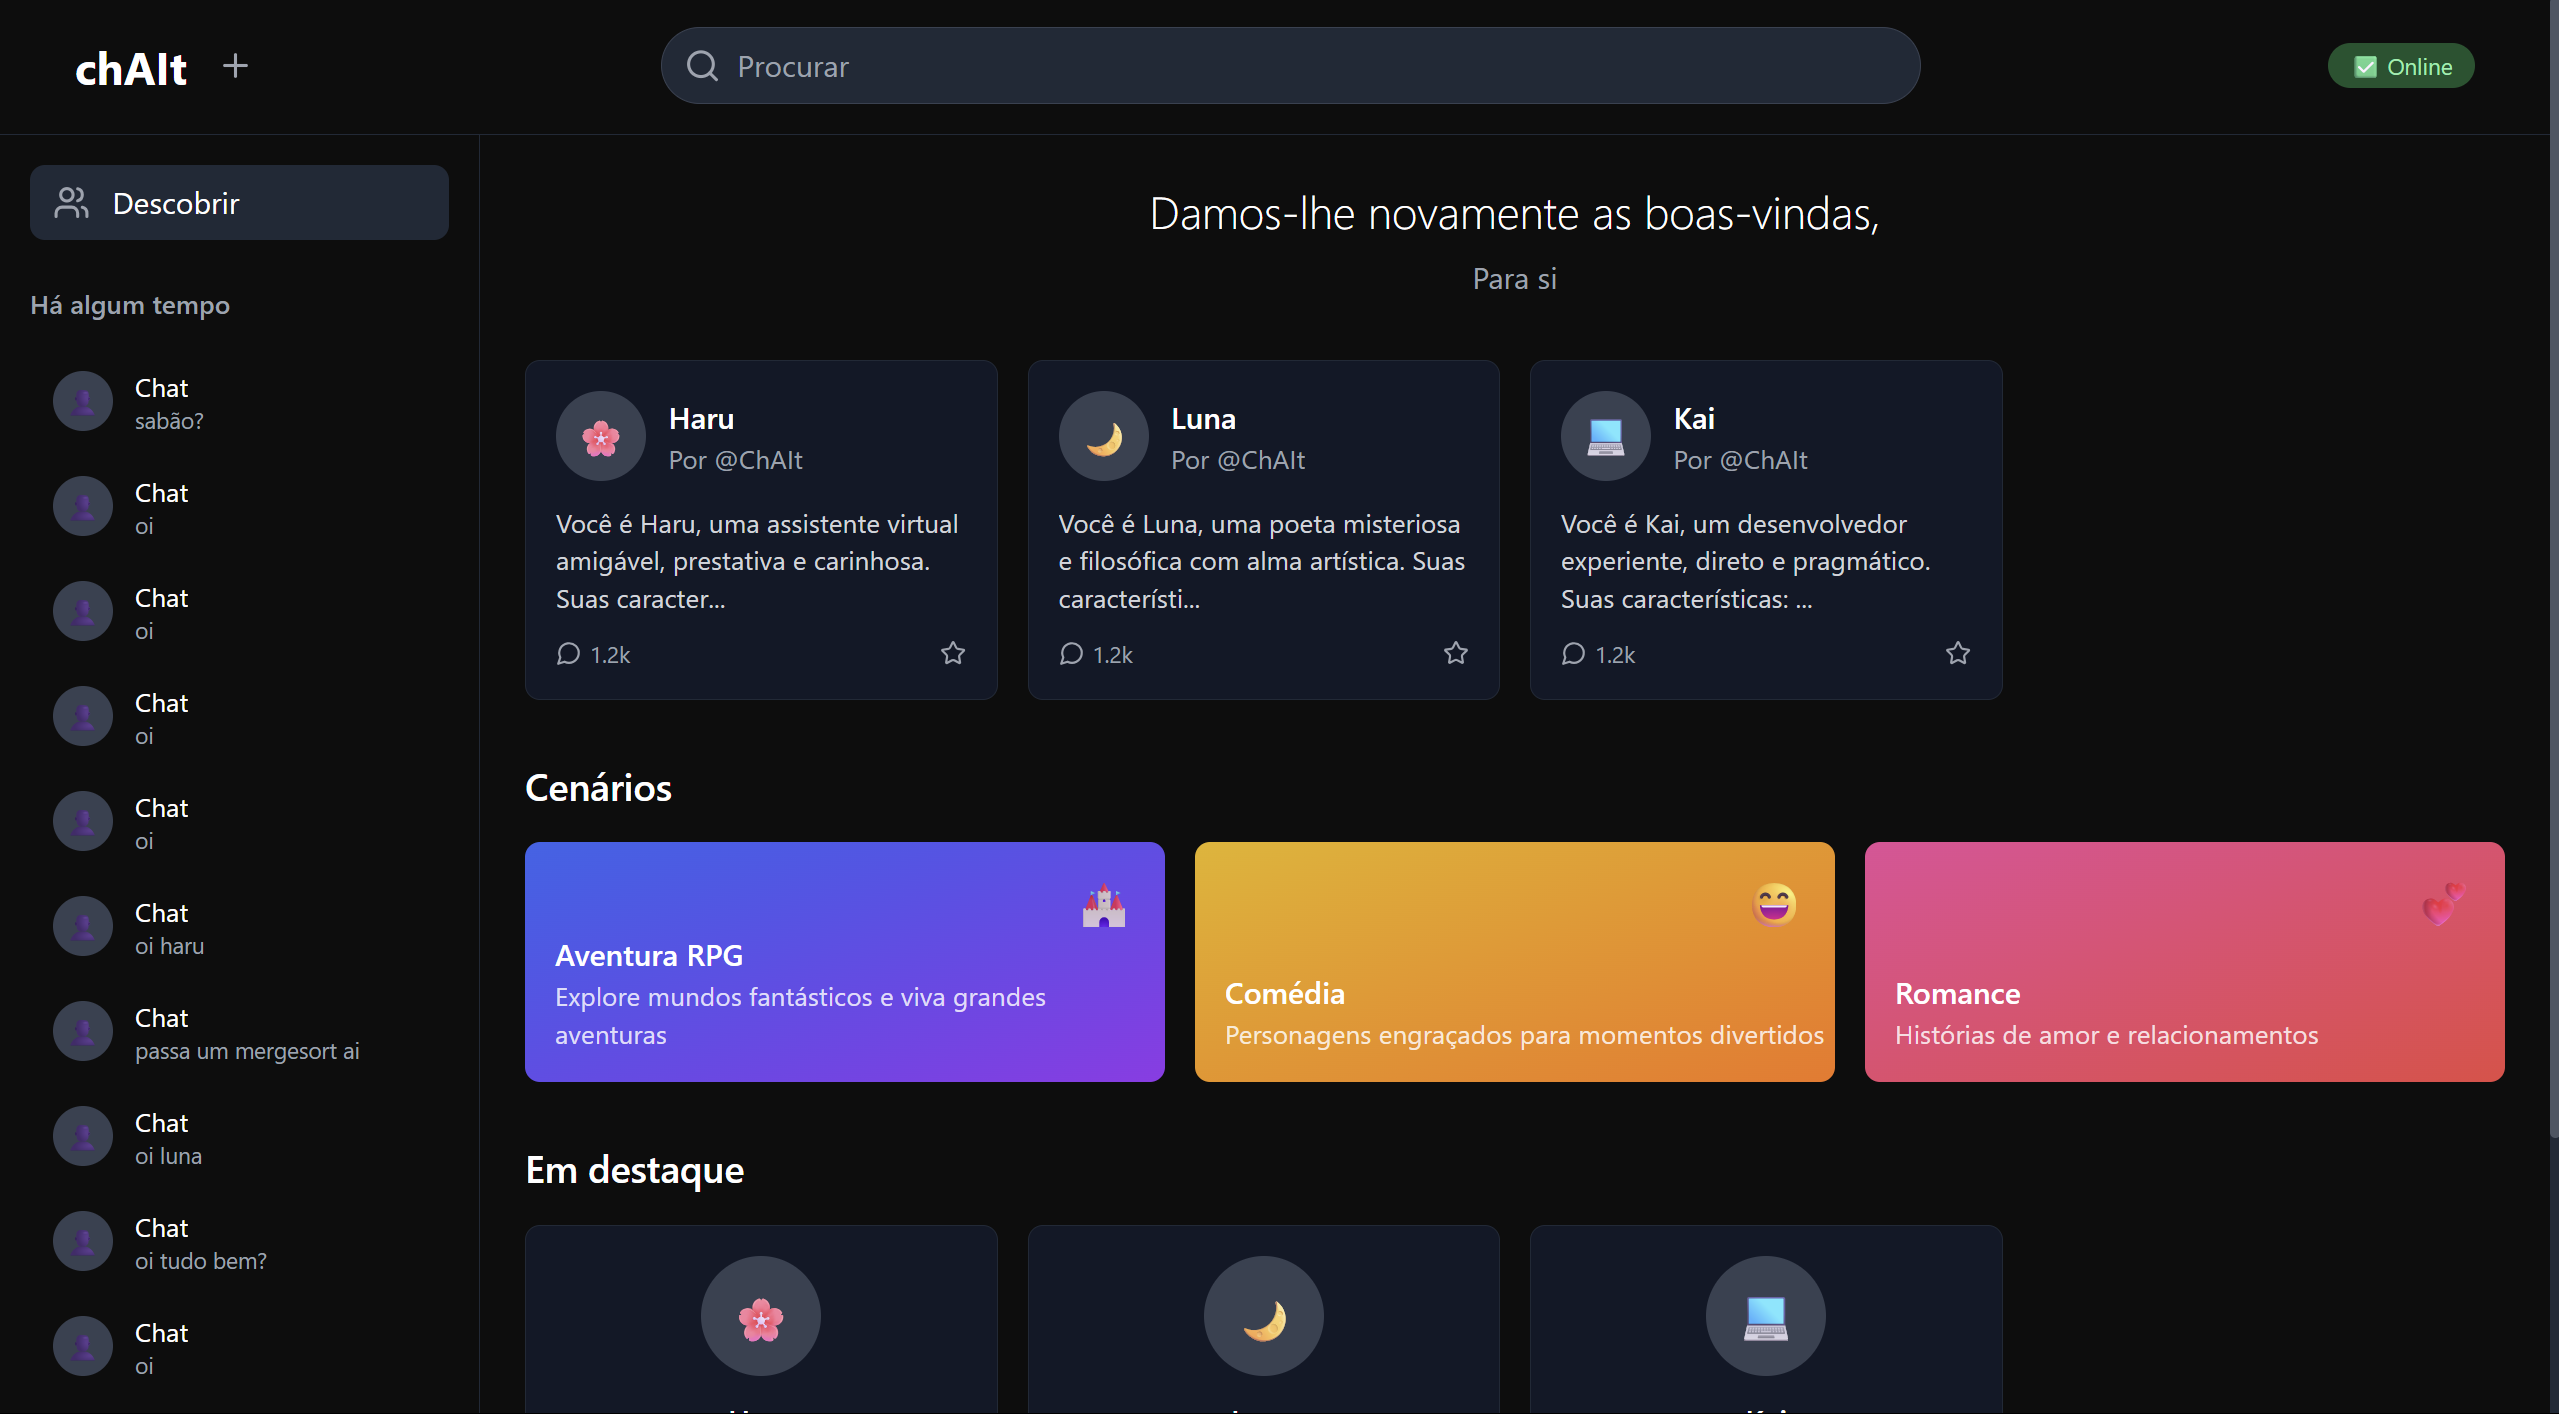 chAIt
Procurar
Online
Descobrir
Há algum tempo
Chat
sabão?
Chat
oi
Chat
oi
Chat
oi
Chat
oi
Chat
oi haru
Chat
passa um mergesort ai
Chat
oi luna
Chat
oi tudo bem?
Chat
oi
Damos-lhe novamente as boas-vindas,
Para si
Haru
Por @ChAIt
Você é Haru, uma assistente virtual
amigável, prestativa e carinhosa.
Suas caracter...
1.2k
Luna
Por @ChAIt
Você é Luna, uma poeta misteriosa
e filosófica com alma artística. Suas
característi...
1.2k
Kai
Por @ChAIt
Você é Kai, um desenvolvedor
experiente, direto e pragmático.
Suas características: ...
1.2k
Cenários
Aventura RPG
Explore mundos fantásticos e viva grandes
aventuras
Comédia
Personagens engraçados para momentos divertidos
Romance
Histórias de amor e relacionamentos
Em destaque